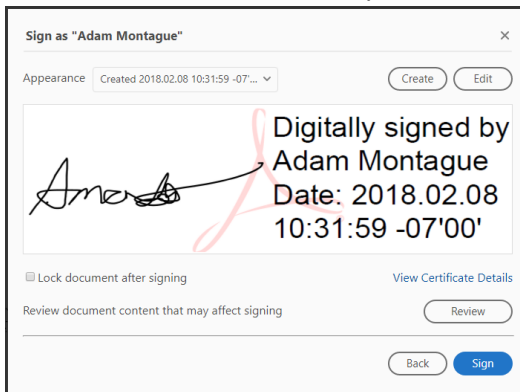 Sign as "Adam Montague" ×
Appearance Created 2018.02.08 10:31:59 -07'... Create Edit
Digitally signed by
Adam Montague
Date: 2018.02.08
10:31:59 -07'00'
Lock document after signing View Certificate Details
Review document content that may affect signing Review
Back Sign